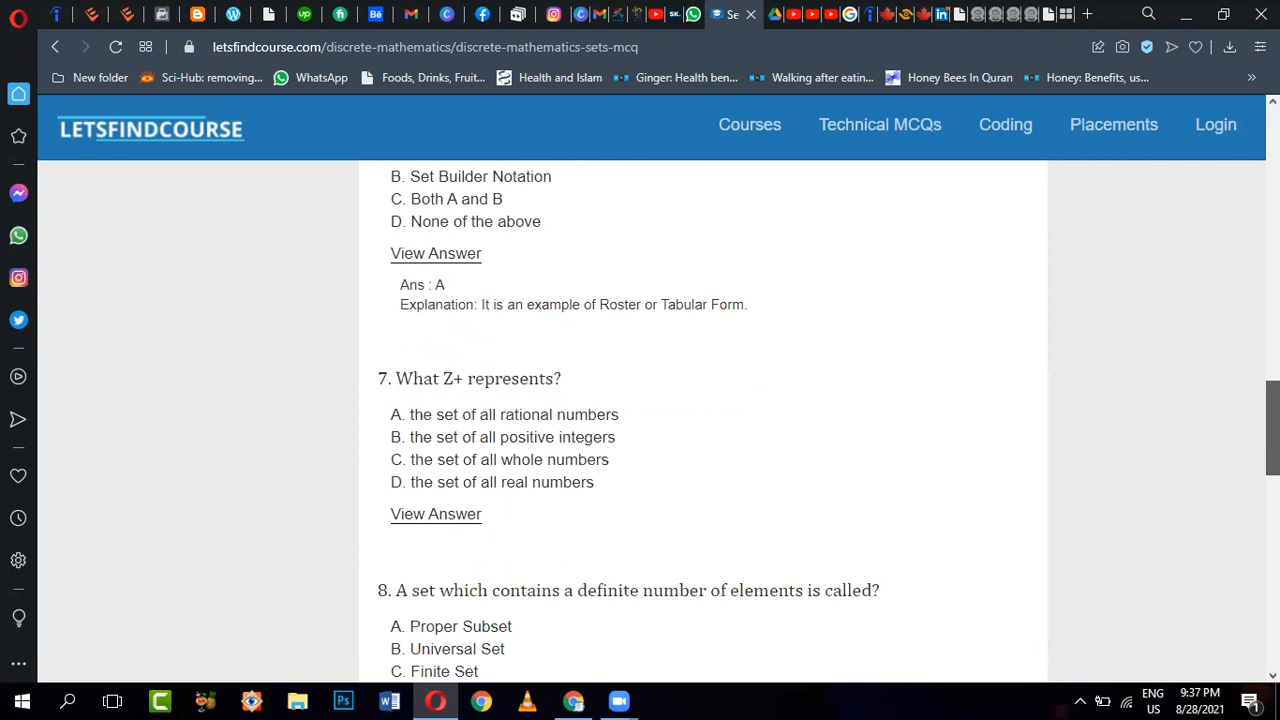 SK.
Se
letsfindcourse.com/discrete-mathematics/discrete-mathematics-sets-mcq
New folder
Sci-Hub: removing...
WhatsApp
Foods, Drinks, Fruit...
Health and Islam
Ginger: Health ben...
Walking after eatin...
Honey Bees In Quran
Honey: Benefits, us...
LETSFINDCOURSE
Courses
Technical MCQs
Coding
Placements
Login
B. Set Builder Notation
C. Both A and B
D. None of the above
View Answer
Ans : A
Explanation: It is an example of Roster or Tabular Form.
7. What Z+ represents?
A. the set of all rational numbers
B. the set of all positive integers
C. the set of all whole numbers
D. the set of all real numbers
View Answer
8. A set which contains a definite number of elements is called?
A. Proper Subset
B. Universal Set
C. Finite Set
ENG
US
9:37 PM
8/28/2021